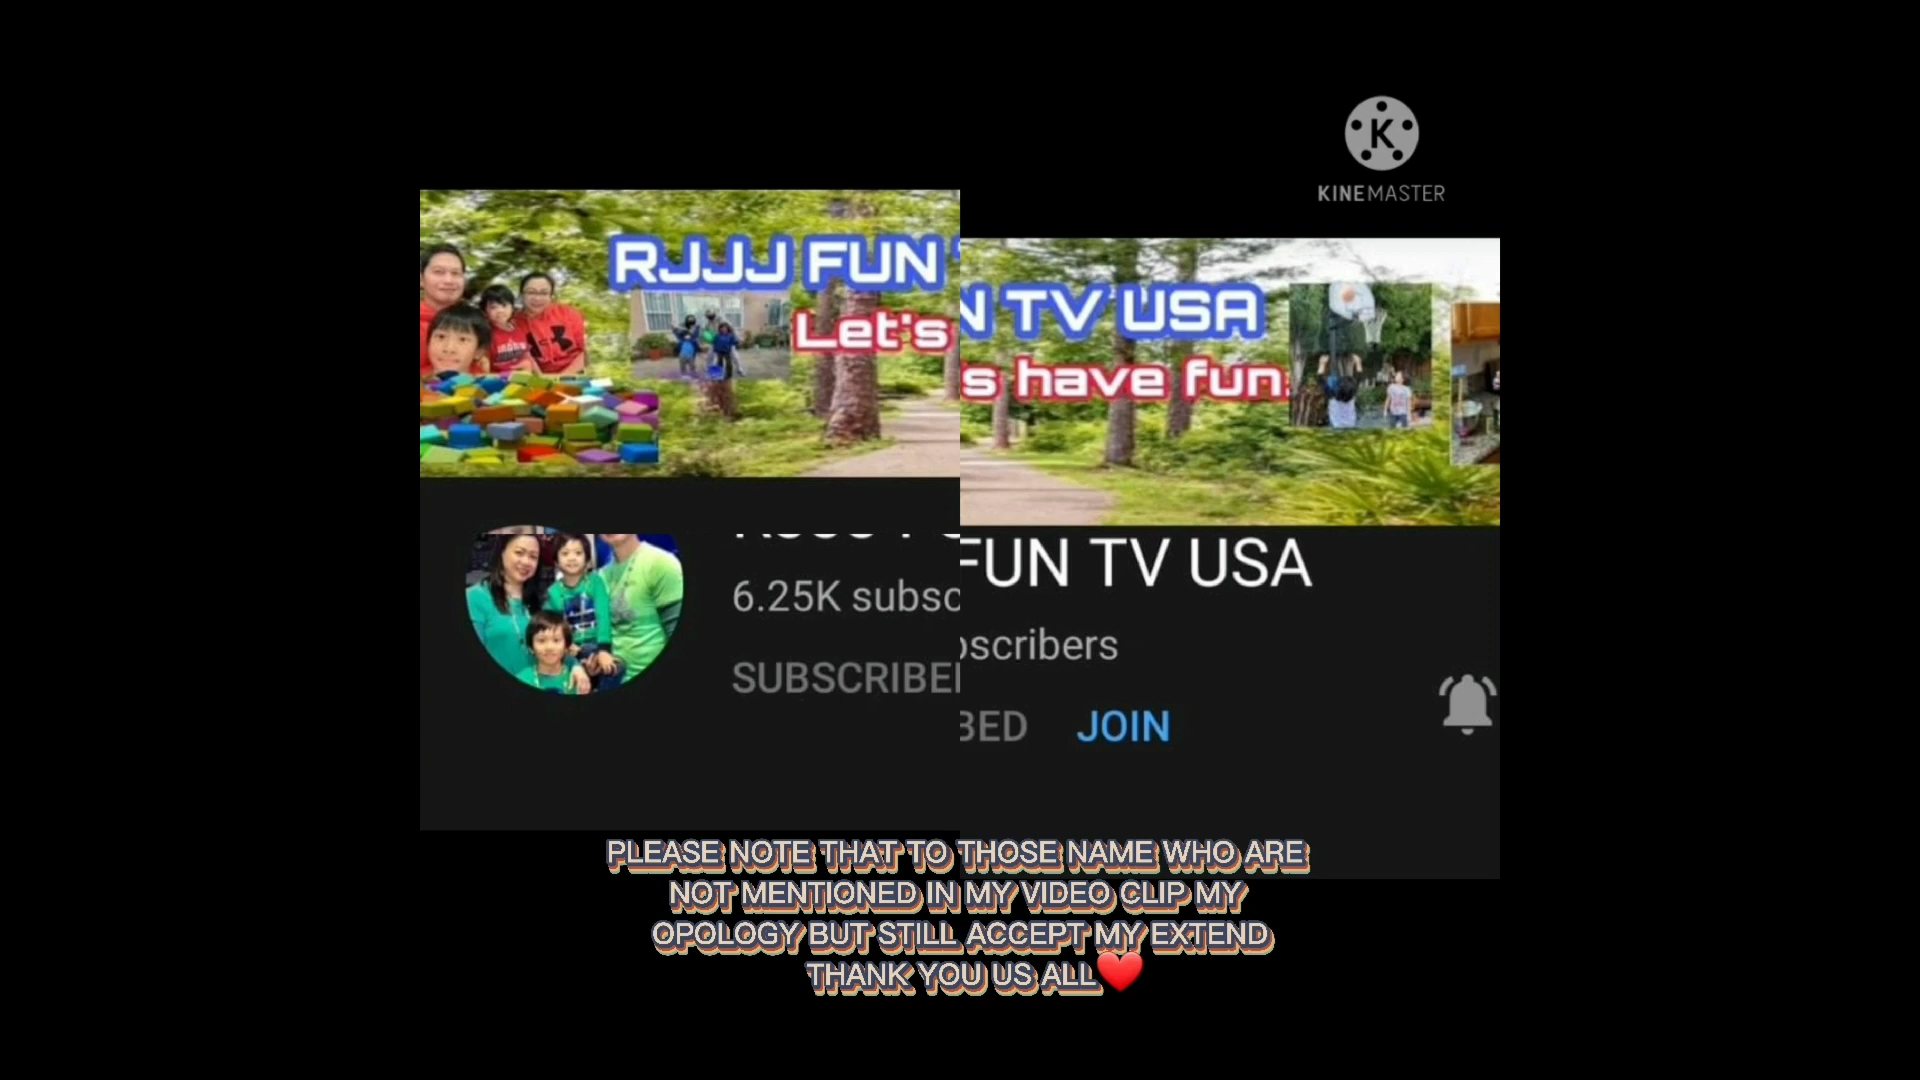 KINEMASTER
RJJJ FUN
N TV USA
Let's
s have fun.
FUN TV USA
6.25K subsc
oscribers
SUBSCRIBE
BED JOIN
PLEASE NOTE THAT TO THOSE NAME WHO ARE
NOT MENTIONED IN MY VIDEO CLIP MY
OPOLOGY BUT STILL ACCEPT MY EXTEND
THANK YOU US ALL❤️